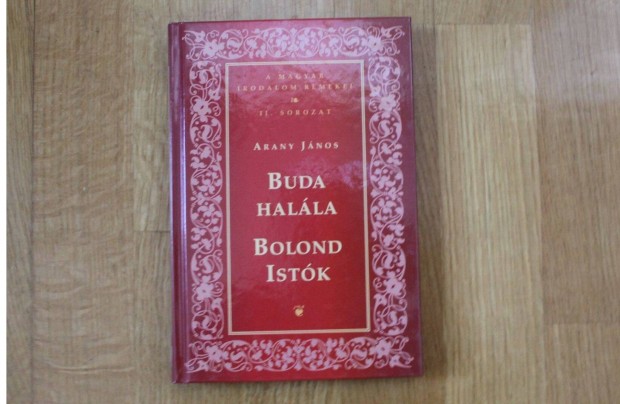 A MAGYAR
IRODALOM REMEKEI
II. SOROZAT
ARANY JÁNOS
BUDA
HALÁLA
BOLOND
ISTÓK